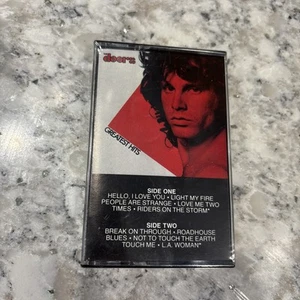 the doors
GREATEST HITS
SIDE ONE
HELLO, I LOVE YOU • LIGHT MY FIRE
PEOPLE ARE STRANGE • LOVE ME TWO
TIMES • RIDERS ON THE STORM*
SIDE TWO
BREAK ON THROUGH • ROADHOUSE
BLUES • NOT TO TOUCH THE EARTH
TOUCH ME • L.A. WOMAN*